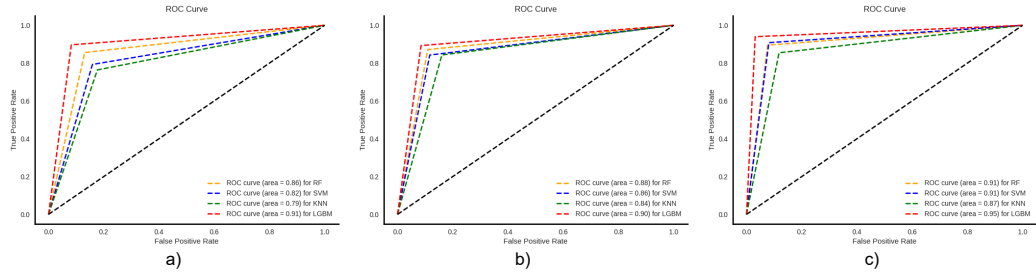 ROC Curve
True Positive Rate
1.0
0.8
0.6
0.4
0.2
0.0
ROC curve (area = 0.86) for RF
ROC curve (area = 0.82) for SVM
ROC curve (area = 0.79) for KNN
ROC curve (area = 0.91) for LGBM
0.0 0.2 0.4 0.6 0.8 1.0
False Positive Rate
a)
ROC Curve
True Positive Rate
1.0
0.8
0.6
0.4
0.2
0.0
ROC curve (area = 0.88) for RF
ROC curve (area = 0.86) for SVM
ROC curve (area = 0.84) for KNN
ROC curve (area = 0.90) for LGBM
0.0 0.2 0.4 0.6 0.8 1.0
False Positive Rate
b)
ROC Curve
True Positive Rate
1.0
0.8
0.6
0.4
0.2
0.0
ROC curve (area = 0.91) for RF
ROC curve (area = 0.91) for SVM
ROC curve (area = 0.87) for KNN
ROC curve (area = 0.95) for LGBM
0.0 0.2 0.4 0.6 0.8 1.0
False Positive Rate
c)